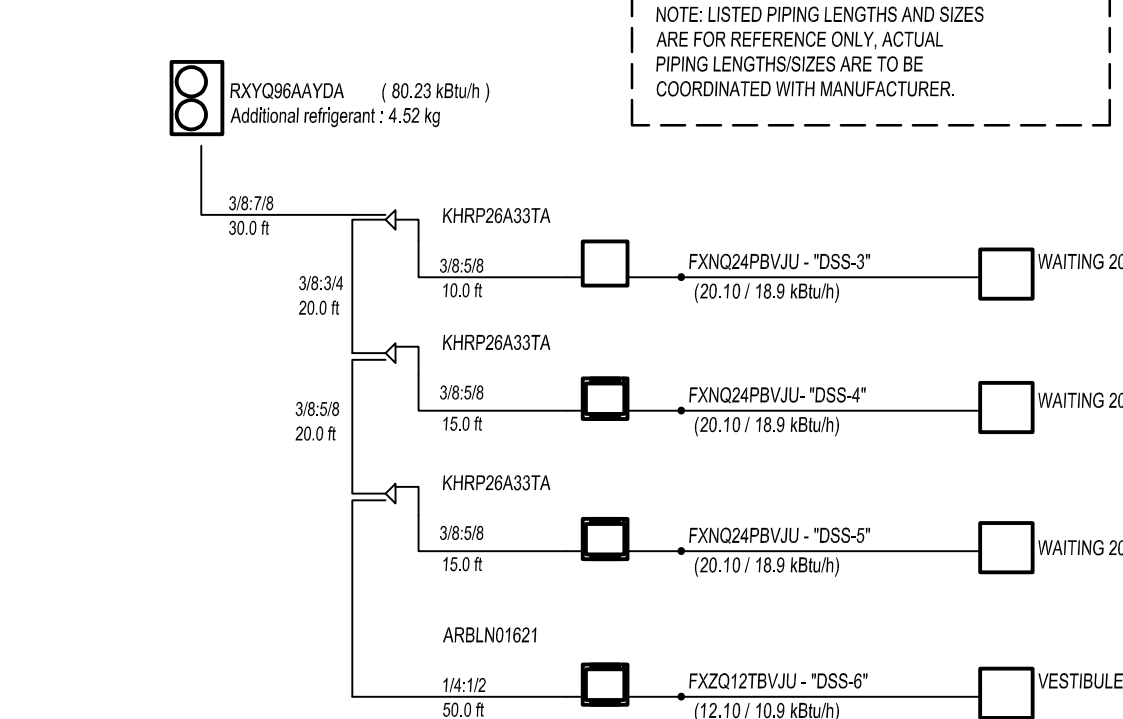 NOTE: LISTED PIPING LENGTHS AND SIZES
ARE FOR REFERENCE ONLY, ACTUAL
PIPING LENGTHS/SIZES ARE TO BE
COORDINATED WITH MANUFACTURER.
RXYQ96AAYDA ( 80.23 kBtu/h )
Additional refrigerant : 4.52 kg
3/8:7/8
30.0 ft
KHRP26A33TA
3/8:5/8
10.0 ft
FXNQ24PBVJU - "DSS-3"
(20.10 / 18.9 kBtu/h)
WAITING 20
3/8:3/4
20.0 ft
KHRP26A33TA
3/8:5/8
15.0 ft
FXNQ24PBVJU- "DSS-4"
(20.10 / 18.9 kBtu/h)
WAITING 20
3/8:5/8
20.0 ft
KHRP26A33TA
3/8:5/8
15.0 ft
FXNQ24PBVJU - "DSS-5"
(20.10 / 18.9 kBtu/h)
WAITING 20
ARBLN01621
1/4:1/2
50.0 ft
FXZQ12TBVJU - "DSS-6"
(12.10 / 10.9 kBtu/h)
VESTIBULE